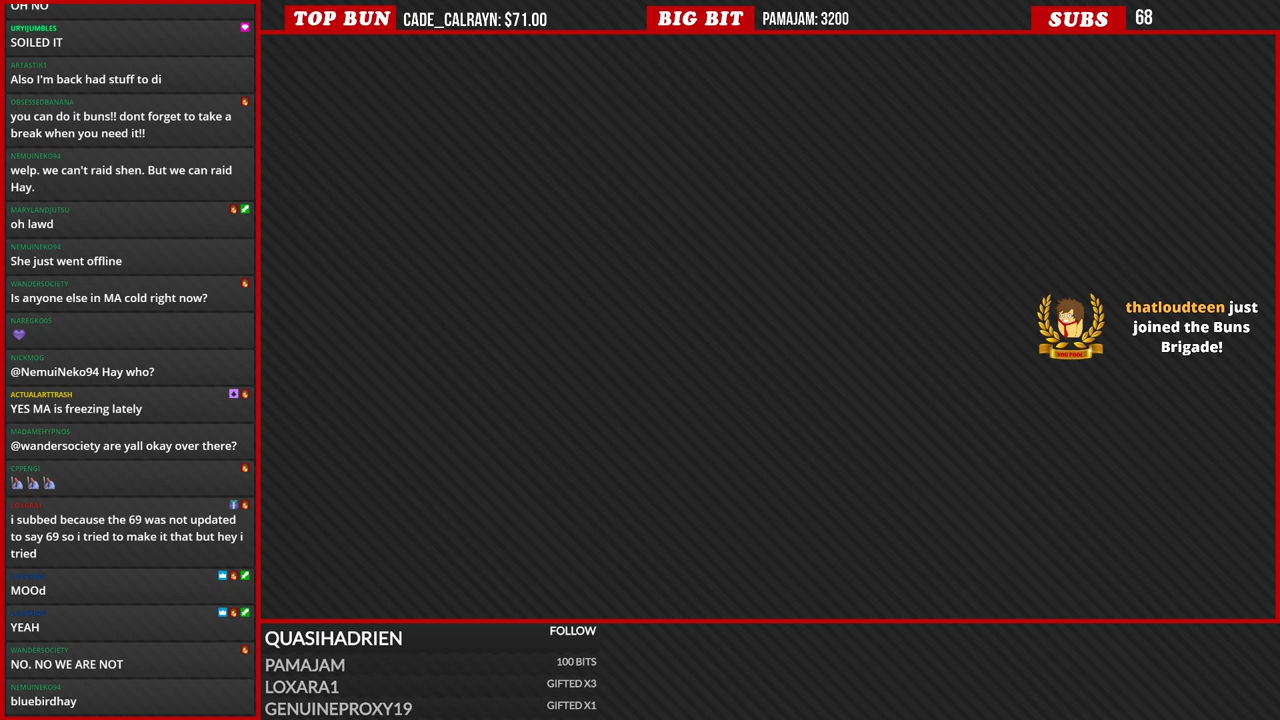 TOP BUN CADE_CALRAYN: $71.00 BIG BIT PAMAJAM: 3200 SUBS 68
OH NO
URYIJUMBLES
SOILED IT
ARTASTIK1
Also I'm back had stuff to di
OBSESSEDBANANA
you can do it buns!! dont forget to take a
break when you need it!!
NEMUINEKO94
welp. we can't raid shen. But we can raid
Hay.
MARYLANDJUTSU
oh lawd
NEMUINEKO94
She just went offline
WANDERSOCIETY
Is anyone else in MA cold right now?
NAREGKO05
NICKMOG
@NemuiNeko94 Hay who?
ACTUALARTTRASH
YES MA is freezing lately
MADAMEHYPNOS
@wandersociety are yall okay over there?
CPPENGI
i subbed because the 69 was not updated
to say 69 so i tried to make it that but hey i
tried
MOOd
YEAH
WANDERSOCIETY
NO. NO WE ARE NOT
NEMUINEKO94
bluebirdhay
thatloudteen just
joined the Buns
Brigade!
YOU FOOL
QUASIHADRIEN FOLLOW
PAMAJAM 100 BITS
LOXARA1 GIFTED X3
GENUINEPROXY19 GIFTED X1